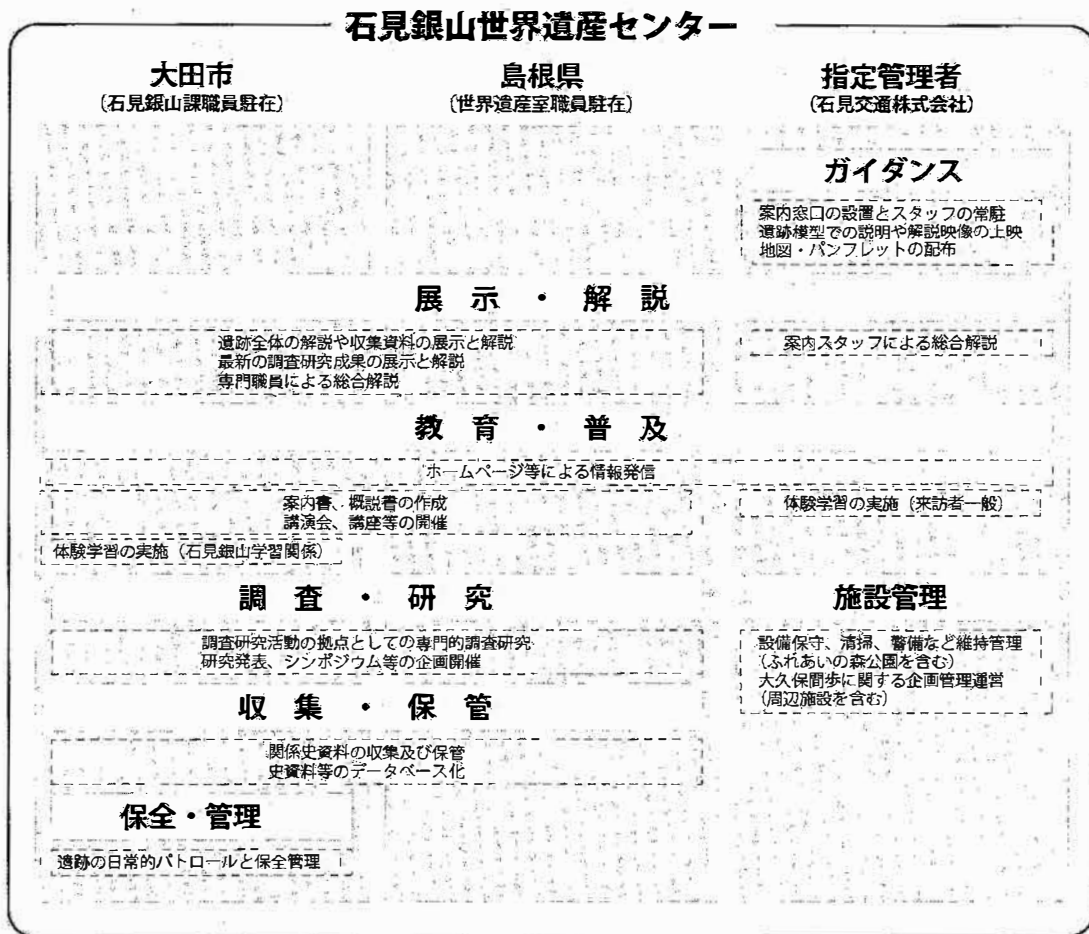 石見銀山世界遺産センター
大田市
(石見銀山課職員駐在)
島根県
(世界遺産室職員駐在)
指定管理者
(石見交通株式会社)
ガイダンス
案内窓口の設置とスタッフの常駐
遺跡模型での説明や解説映像の上映
地図・パンフレットの配布
展示・解説
遺跡全体の解説や収集資料の展示と解説
最新の調査研究成果の展示と解説
専門職員による総合解説
案内スタッフによる総合解説
教育・普及
ホームページ等による情報発信
案内書、概説書の作成
講演会、講座等の開催
体験学習の実施（来訪者一般）
体験学習の実施（石見銀山学習関係）
調査・研究
調査研究活動の拠点としての専門的調査研究
研究発表、シンポジウム等の企画開催
施設管理
設備保守、清掃、警備など維持管理
(ふれあいの森公園を含む)
大久保間歩に関する企画管理運営
(周辺施設を含む)
収集・保管
関係史資料の収集及び保管
史資料等のデータベース化
保全・管理
遺跡の日常的パトロールと保全管理